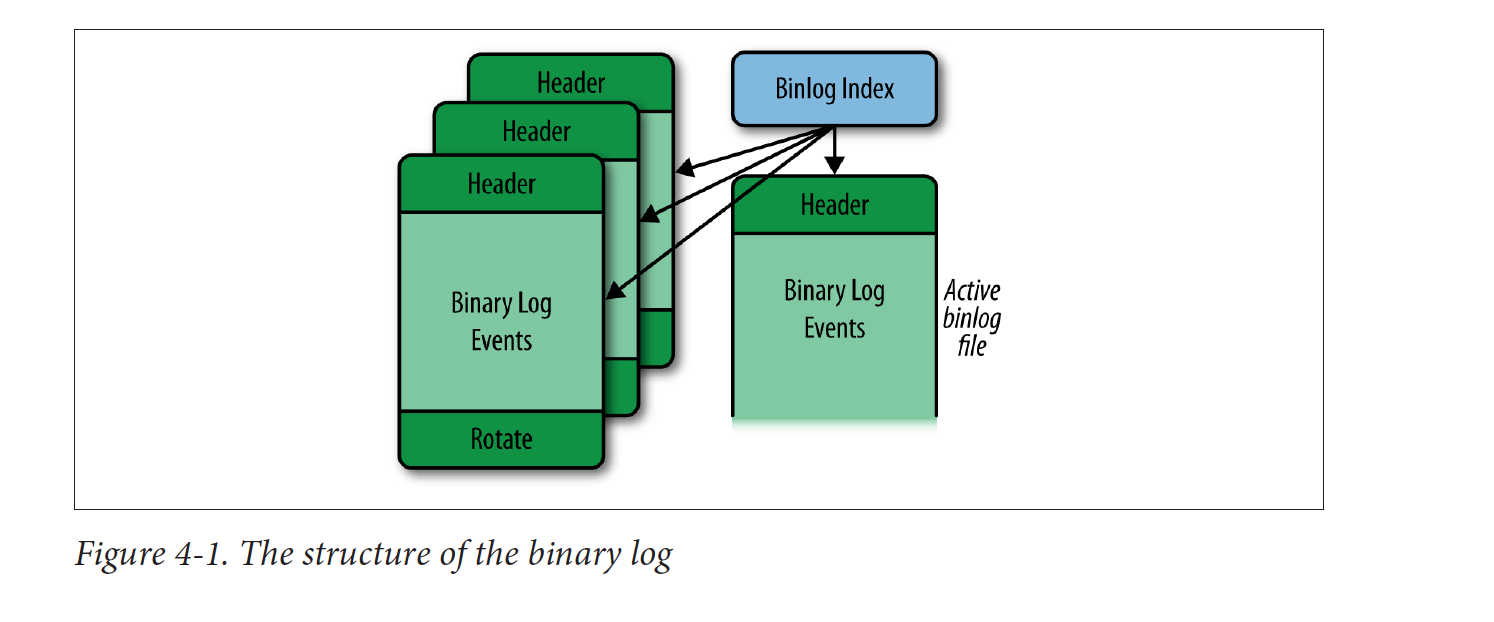 Header
Header
Header
Binary Log
Events
Rotate
Binlog Index
Header
Binary Log
Events
Active
binlog
file
Figure 4-1. The structure of the binary log